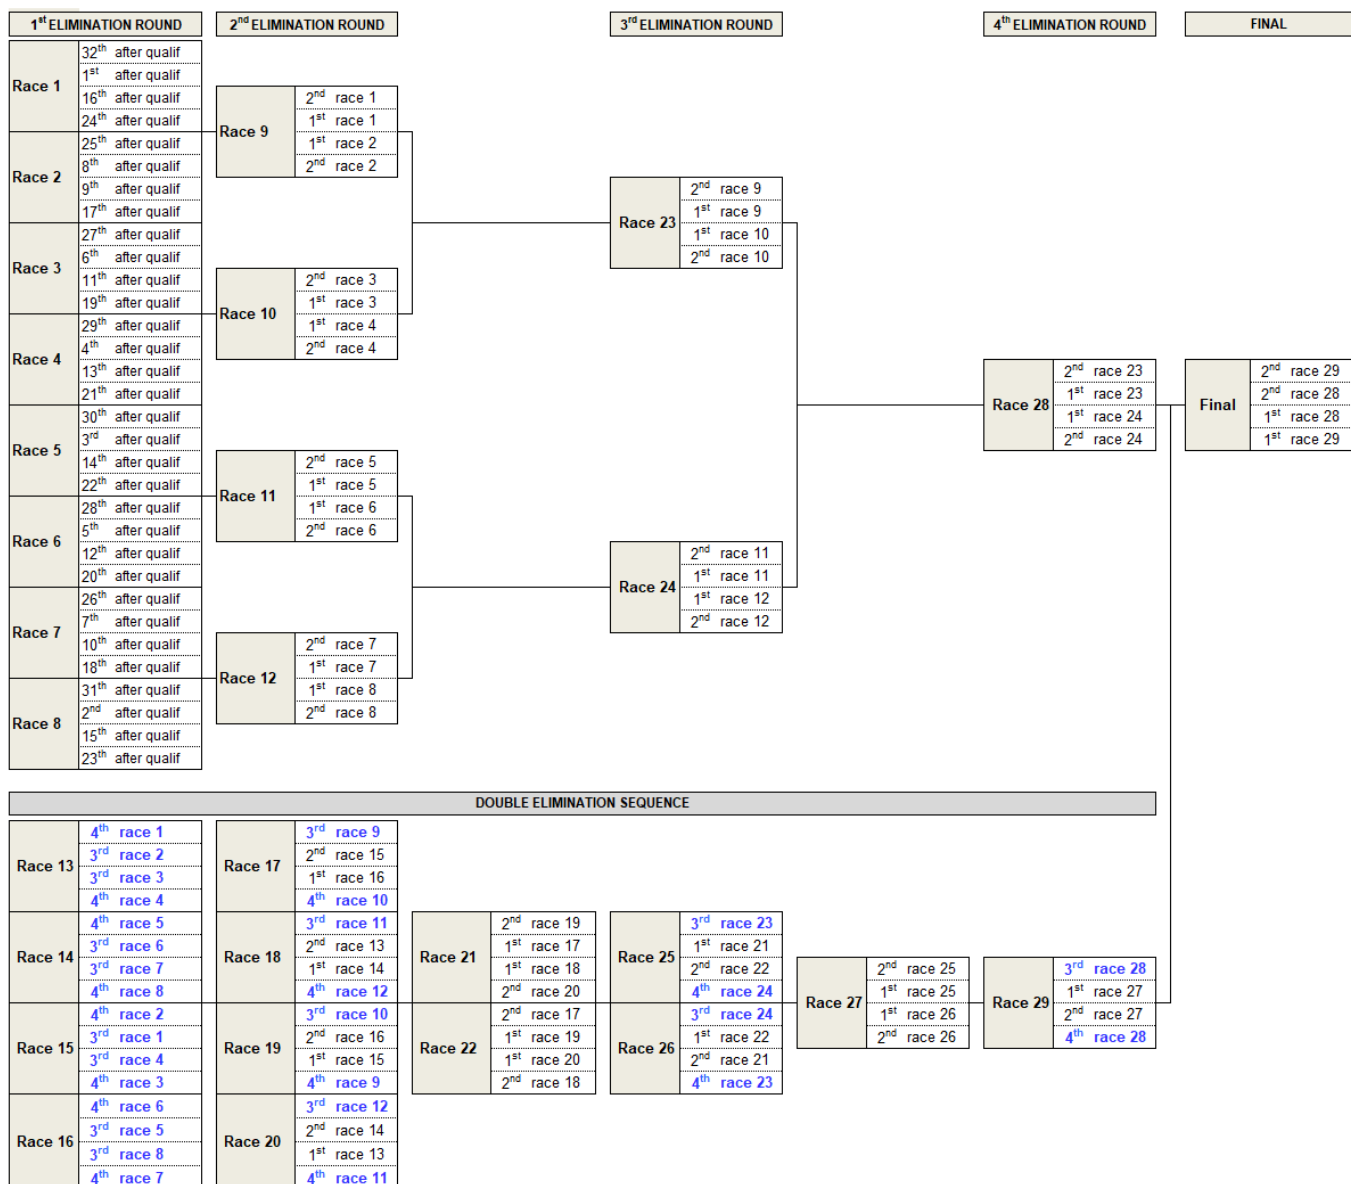 1st ELIMINATION ROUND
2nd ELIMINATION ROUND
3rd ELIMINATION ROUND
4th ELIMINATION ROUND
FINAL
Race 1
32th after qualif
1st after qualif
16th after qualif
24th after qualif
Race 2
25th after qualif
8th after qualif
9th after qualif
17th after qualif
Race 3
27th after qualif
6th after qualif
11th after qualif
19th after qualif
Race 4
29th after qualif
4th after qualif
13th after qualif
21th after qualif
Race 5
30th after qualif
3rd after qualif
14th after qualif
22th after qualif
Race 6
28th after qualif
5th after qualif
12th after qualif
20th after qualif
Race 7
26th after qualif
7th after qualif
10th after qualif
18th after qualif
Race 8
31th after qualif
2nd after qualif
15th after qualif
23th after qualif
Race 9
2nd race 1
1st race 1
1st race 2
2nd race 2
Race 10
2nd race 3
1st race 3
1st race 4
2nd race 4
Race 11
2nd race 5
1st race 5
1st race 6
2nd race 6
Race 12
2nd race 7
1st race 7
1st race 8
2nd race 8
Race 23
2nd race 9
1st race 9
1st race 10
2nd race 10
Race 24
2nd race 11
1st race 11
1st race 12
2nd race 12
Race 28
2nd race 23
1st race 23
1st race 24
2nd race 24
Final
2nd race 29
2nd race 28
1st race 28
1st race 29
DOUBLE ELIMINATION SEQUENCE
Race 13
4th race 1
3rd race 2
3rd race 3
4th race 4
Race 14
4th race 5
3rd race 6
3rd race 7
4th race 8
Race 15
4th race 2
3rd race 1
3rd race 4
4th race 3
Race 16
4th race 6
3rd race 5
3rd race 8
4th race 7
Race 17
3rd race 9
2nd race 15
1st race 16
4th race 10
Race 18
3rd race 11
2nd race 13
1st race 14
4th race 12
Race 19
3rd race 10
2nd race 16
1st race 15
4th race 9
Race 20
3rd race 12
2nd race 14
1st race 13
4th race 11
Race 21
2nd race 19
1st race 17
1st race 18
2nd race 20
Race 22
2nd race 17
1st race 19
1st race 20
2nd race 18
Race 25
3rd race 23
1st race 21
2nd race 22
4th race 24
Race 26
3rd race 24
1st race 22
2nd race 21
4th race 23
Race 27
2nd race 25
1st race 25
1st race 26
2nd race 26
Race 29
3rd race 28
1st race 27
2nd race 27
4th race 28